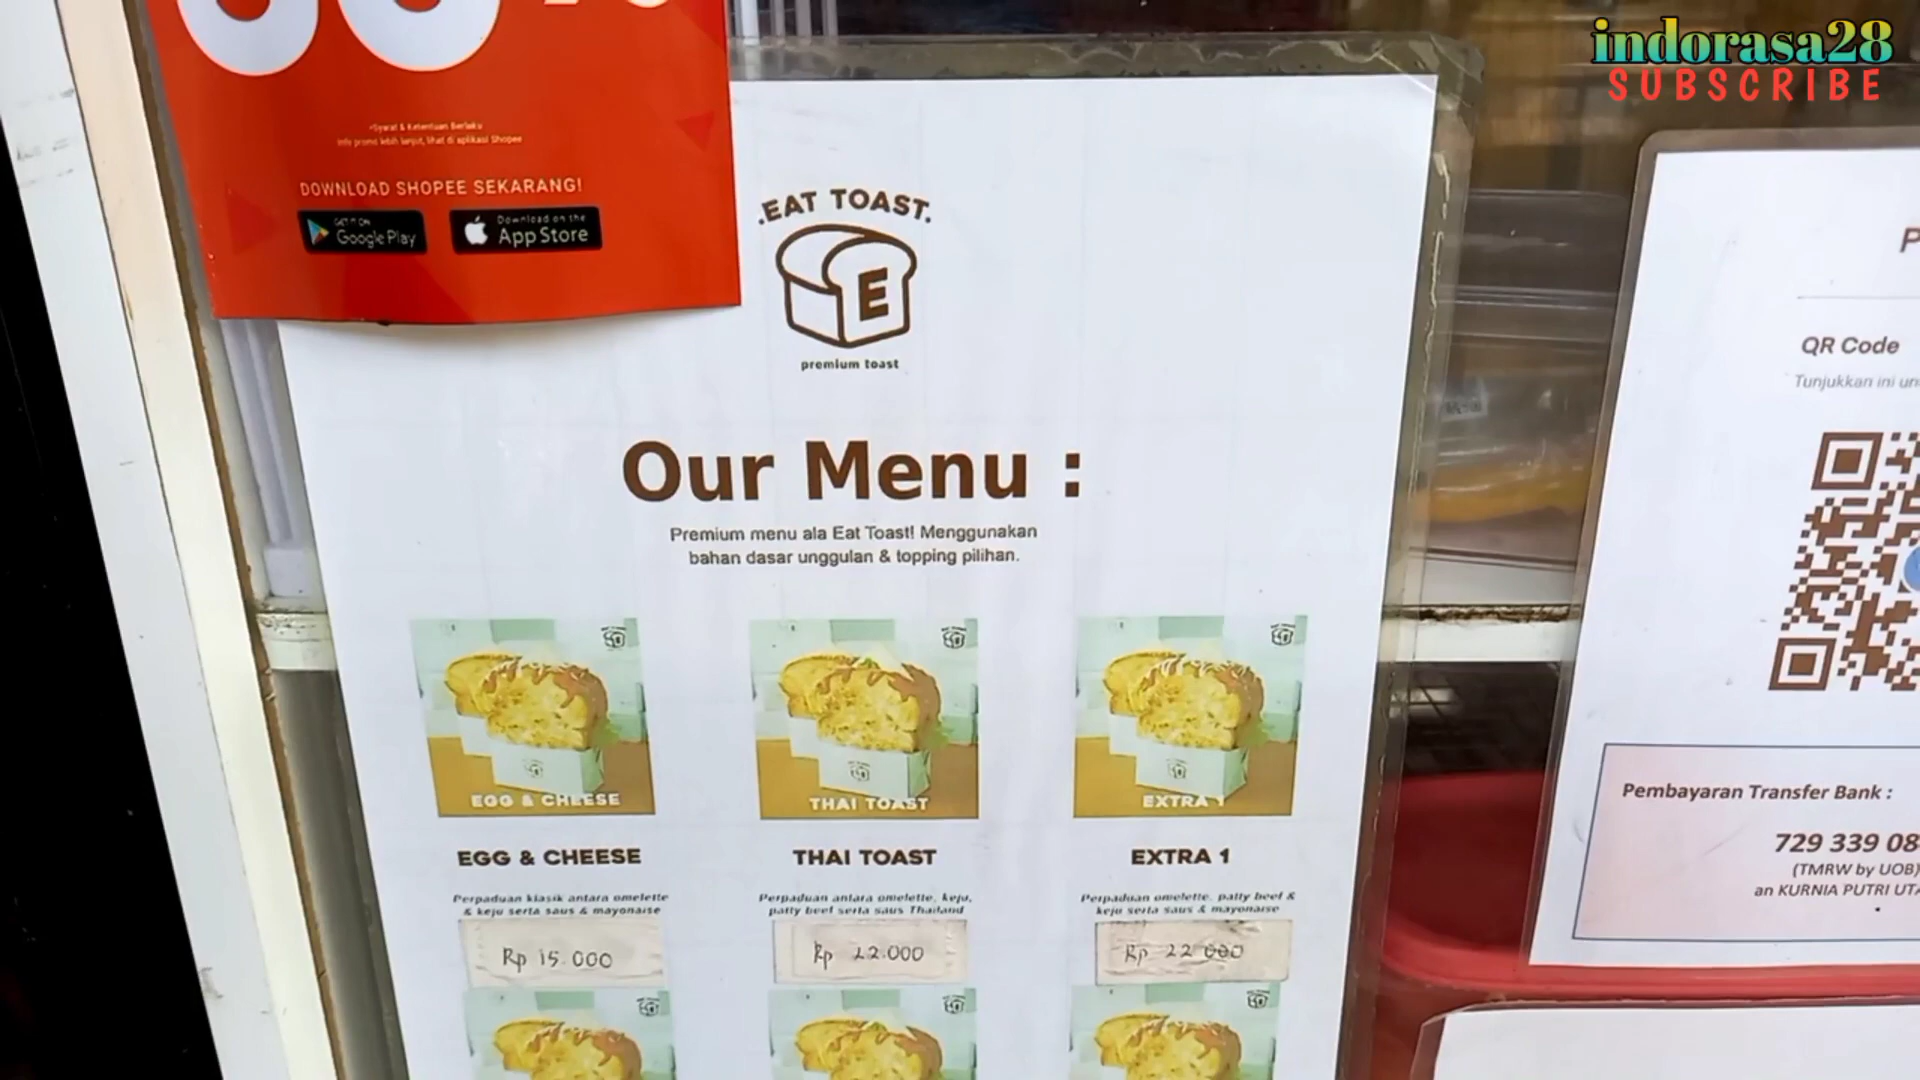 indorasa28
SUBSCRIBE
*Syarat & Ketentuan Berlaku
Info promo lebih lanjut, lihat di aplikasi Shopee
DOWNLOAD SHOPEE SEKARANG!
GET IT ON
Google Play
Download on the
App Store
.EAT TOAST.
E
premium toast
Our Menu :
Premium menu ala Eat Toast! Menggunakan
bahan dasar unggulan & topping pilihan.
EGG & CHEESE
THAI TOAST
EXTRA 1
EGG & CHEESE
Perpaduan klasik antara omelette
& keju serta saus & mayonaise
Rp 15.000
THAI TOAST
Perpaduan antara omelette, keju,
patty beef serta saus Thailand
Rp 22.000
EXTRA 1
Perpaduan omelette, patty beef &
keju serta saus & mayonaise
Rp 22.000
QR Code
Tunjukkan ini
Pembayaran Transfer Bank :
729 339 08
(TMRW by UOB)
an KURNIA PUTRI